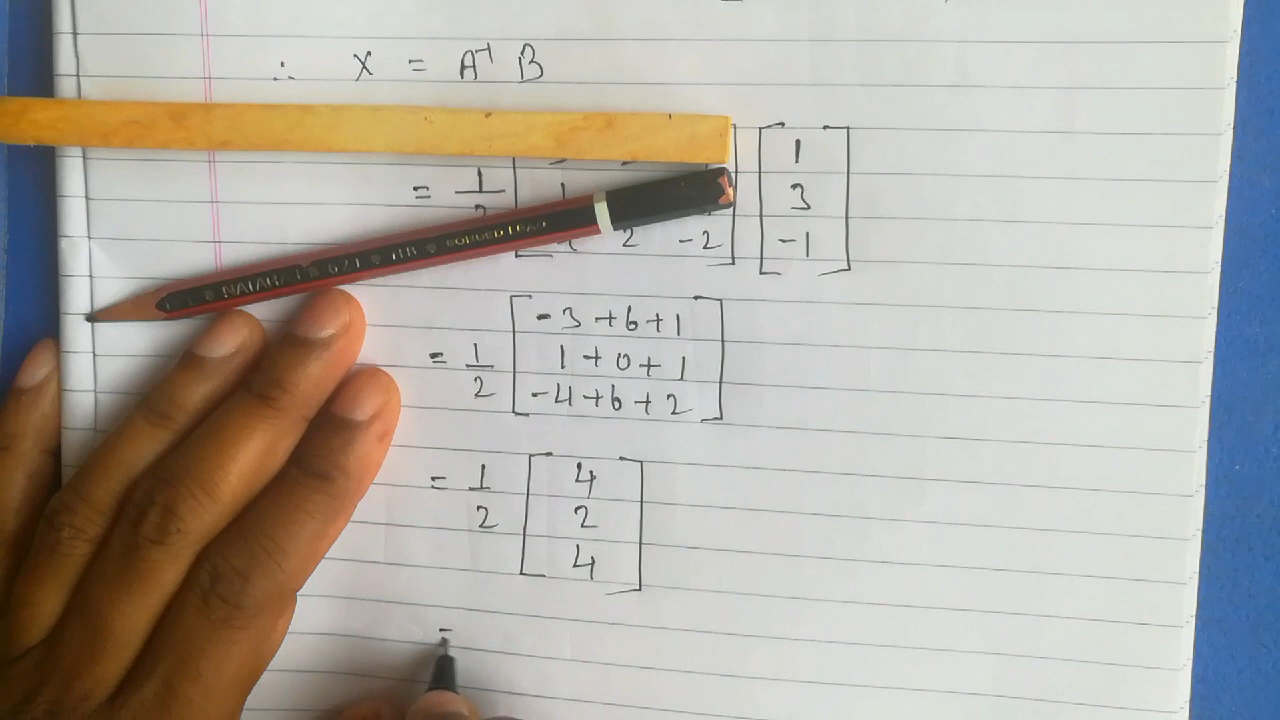 ∴ X = A⁻¹ B
= 1/2 [ 2 -2 ] [ 1 3 -1 ]
NATARAJ 621 HB BONDED LEAD
= 1/2 [ -3+6+1 1+0+1 -4+6+2 ]
= 1/2 [ 4 2 4 ]
=